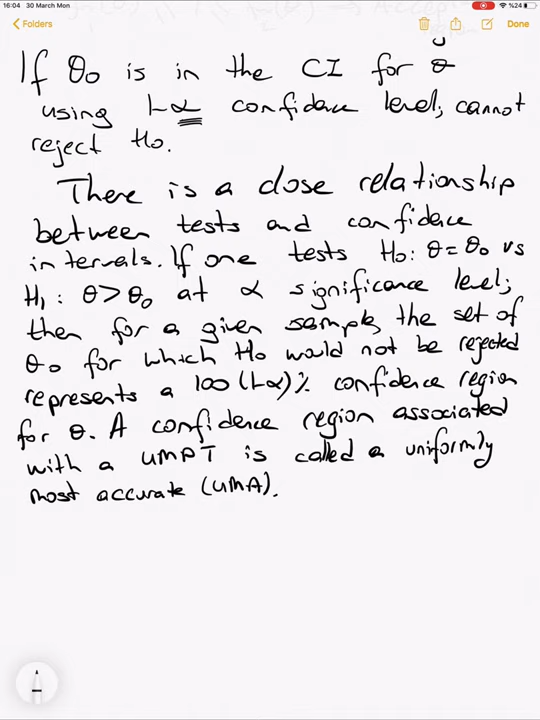 16:04 30 March Mon
%24
Folders
Done
If θ0 is in the CI for θ
using 1-α confidence level, cannot
reject H0.
There is a close relationship
between tests and confidence
intervals. If one tests H0: θ = θ0 vs
H1: θ > θ0 at α significance level;
then for a given sample, the set of
θ0 for which H0 would not be rejected
represents a 100 (1-α) % confidence region
for θ. A confidence region associated
with a UMPT is called a uniformly
most accurate (UMA).